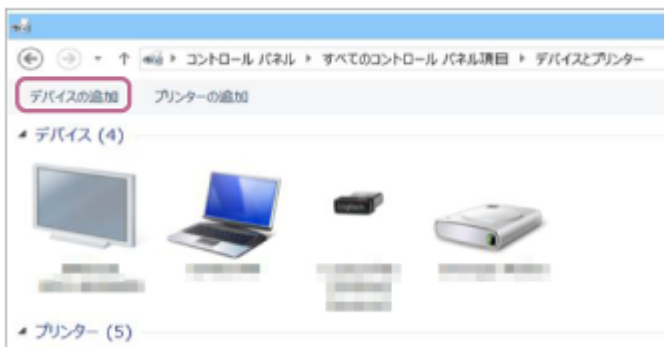 コントロール パネル ▸ すべてのコントロール パネル項目 ▸ デバイスとプリンター
デバイスの追加 プリンターの追加
デバイス (4)
Logitech
プリンター (5)